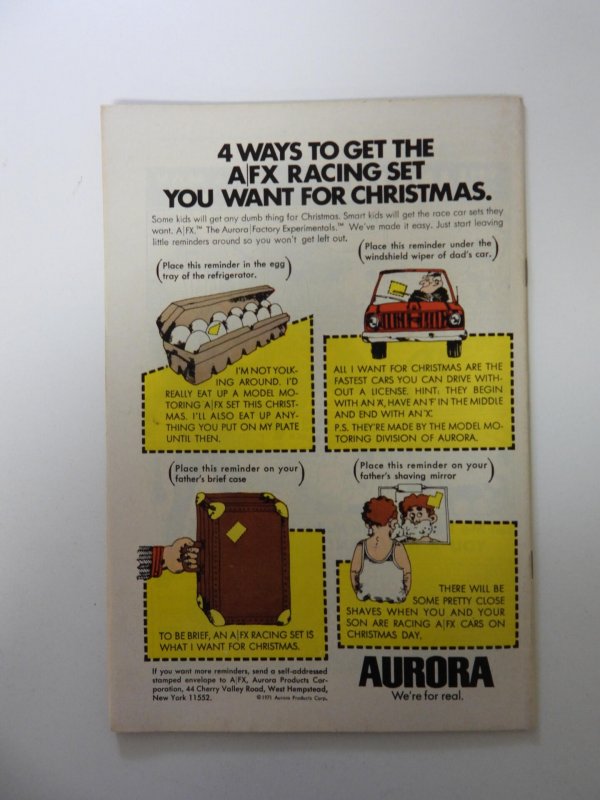 4 WAYS TO GET THE
A|FX RACING SET
YOU WANT FOR CHRISTMAS.
Some kids will get any dumb thing for Christmas. Smart kids will get the race car sets they
want. A|FX.™ The Aurora|Factory Experimentals.™ We've made it easy. Just start leaving
little reminders around so you won't get left out.
(Place this reminder in the egg
tray of the refrigerator.)
I'M NOT YOLK-
ING AROUND. I'D
REALLY EAT UP A MODEL MO-
TORING A|FX SET THIS CHRIST-
MAS. I'LL ALSO EAT UP ANY-
THING YOU PUT ON MY PLATE
UNTIL THEN.
(Place this reminder under the
windshield wiper of dad's car.)
ALL I WANT FOR CHRISTMAS ARE THE
FASTEST CARS YOU CAN DRIVE WITH-
OUT A LICENSE. HINT. THEY BEGIN
WITH AN 'A', HAVE AN 'F' IN THE MIDDLE
AND END WITH AN 'X'.
P.S. THEY'RE MADE BY THE MODEL MO-
TORING DIVISION OF AURORA.
(Place this reminder on your
father's brief case)
TO BE BRIEF, AN A|FX RACING SET IS
WHAT I WANT FOR CHRISTMAS.
(Place this reminder on your
father's shaving mirror)
THERE WILL BE
SOME PRETTY CLOSE
SHAVES WHEN YOU AND YOUR
SON ARE RACING A|FX CARS ON
CHRISTMAS DAY.
If you want more reminders, send a self-addressed
stamped envelope to A|FX, Aurora Products Cor-
poration, 44 Cherry Valley Road, West Hempstead,
New York 11552.
©1971 Aurora Products Corp.
AURORA
We're for real.